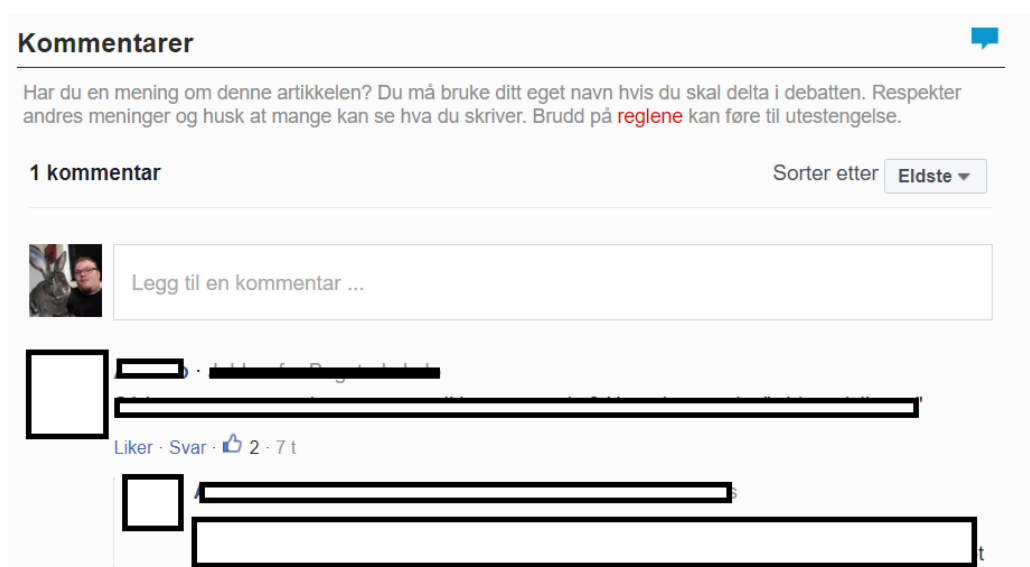 Kommentarer
Har du en mening om denne artikkelen? Du må bruke ditt eget navn hvis du skal delta i debatten. Respekter
andres meninger og husk at mange kan se hva du skriver. Brudd på reglene kan føre til utestengelse.
1 kommentar
Sorter etter Eldste
Legg til en kommentar ...
Liker · Svar · 2 · 7 t